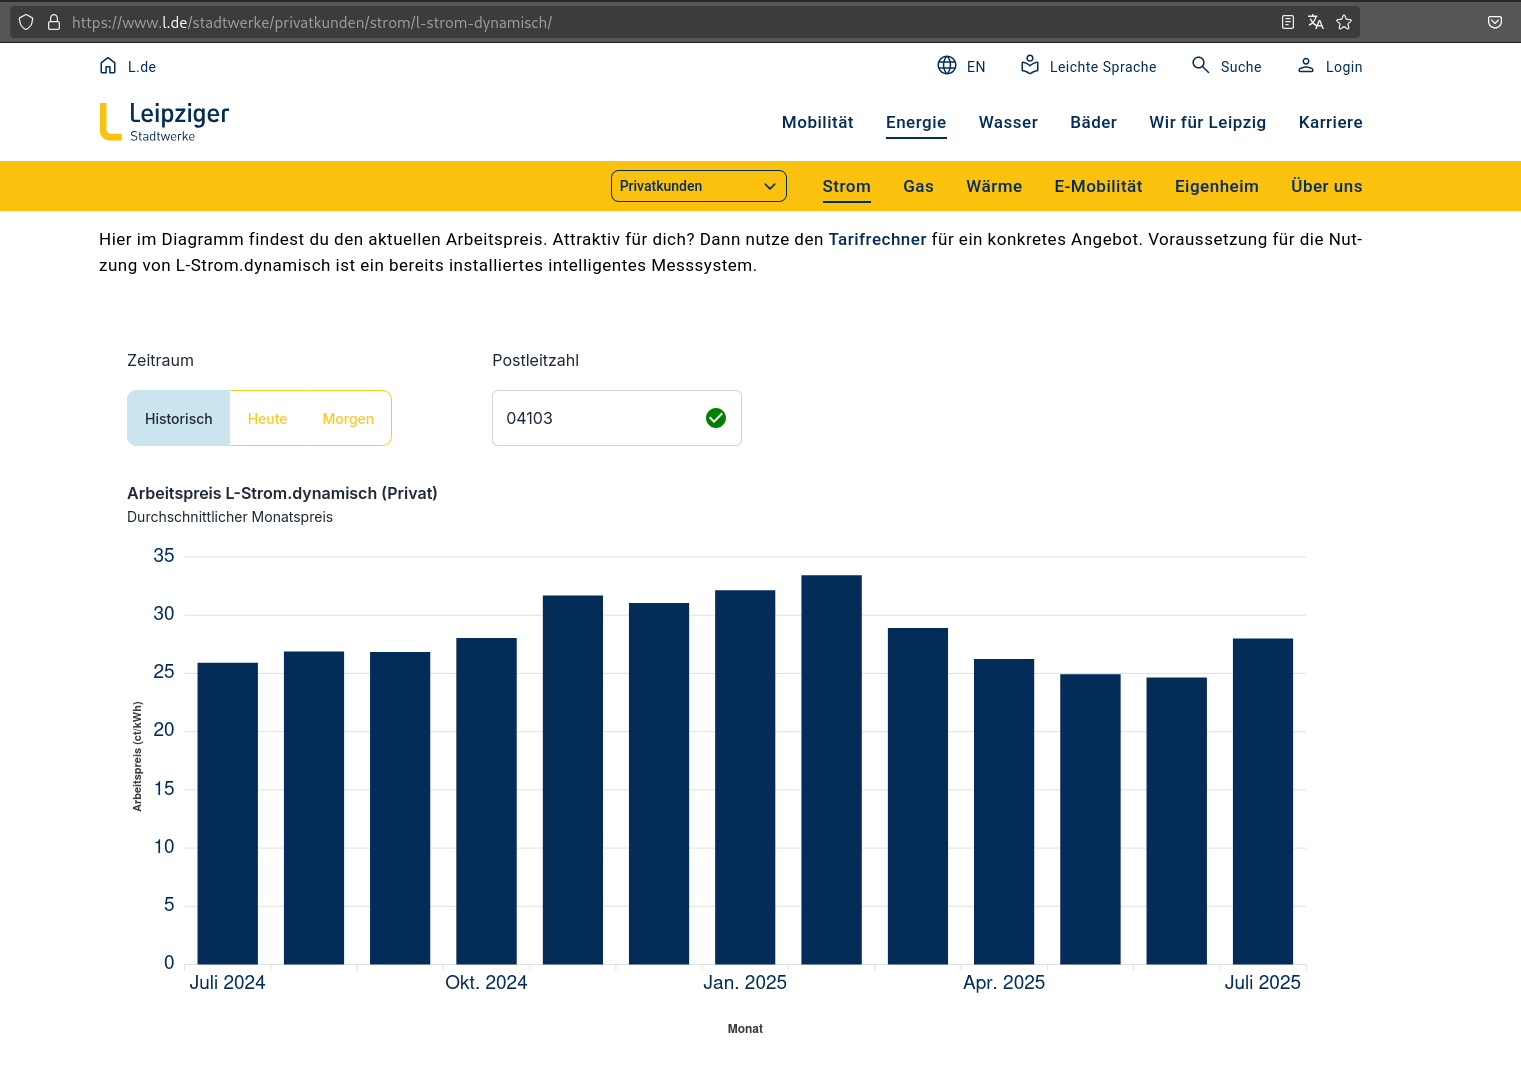 https://www.l.de/stadtwerke/privatkunden/strom/l-strom-dynamisch/
L.de
EN
Leichte Sprache
Suche
Login
Leipziger
Stadtwerke
Mobilität
Energie
Wasser
Bäder
Wir für Leipzig
Karriere
Privatkunden
Strom
Gas
Wärme
E-Mobilität
Eigenheim
Über uns
Hier im Diagramm findest du den aktuellen Arbeitspreis. Attraktiv für dich? Dann nutze den Tarifrechner für ein konkretes Angebot. Voraussetzung für die Nut-
zung von L-Strom.dynamisch ist ein bereits installiertes intelligentes Messsystem.
Zeitraum
Postleitzahl
Historisch
Heute
Morgen
04103
Arbeitspreis L-Strom.dynamisch (Privat)
Durchschnittlicher Monatspreis
35
30
25
20
15
10
5
0
Arbeitspreis (ct/kWh)
Juli 2024
Okt. 2024
Jan. 2025
Apr. 2025
Juli 2025
Monat